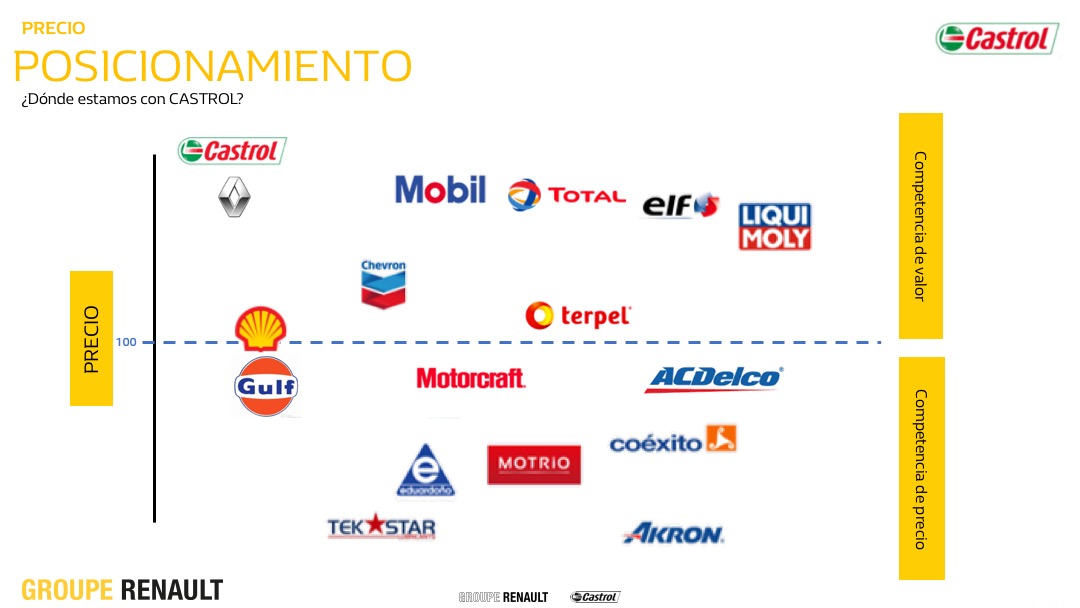 PRECIO
POSICIONAMIENTO
¿Dónde estamos con CASTROL?
Castrol
Castrol
Mobil
TOTAL
elf
LIQUI
MOLY
Competencia de valor
Chevron
terpel
PRECIO
100
Gulf
Motorcraft
ACDelco
coéxito
e
eduardoño
MOTRIO
TEKSTAR
LUBRICANTS
AKRON
Competencia de precio
GROUPE RENAULT
GROUPE RENAULT
Castrol